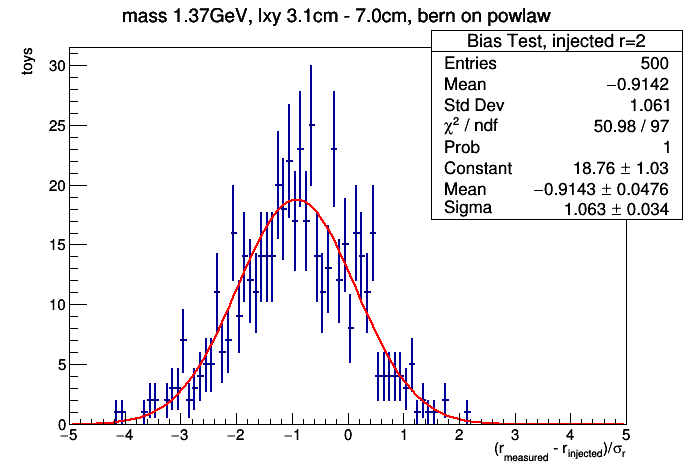 mass 1.37GeV, lxy 3.1cm - 7.0cm, bern on powlaw
Bias Test, injected r=2
Entries 500
Mean −0.9142
Std Dev 1.061
χ² / ndf 50.98 / 97
Prob 1
Constant 18.76 ± 1.03
Mean −0.9143 ± 0.0476
Sigma 1.063 ± 0.034
toys
30
25
20
15
10
5
0
−5 −4 −3 −2 −1 0 1 2 3 4 5
(r_measured - r_injected)/σ_r